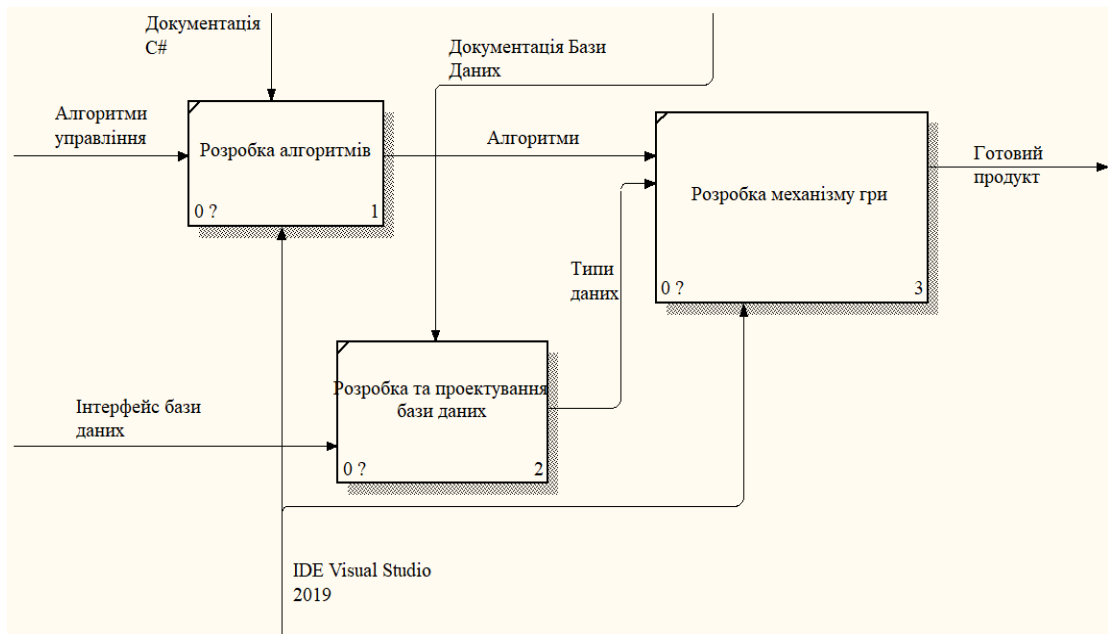 Документація
C#
Документація Бази
Даних
Алгоритми
управління
Розробка алгоритмів
0 ?
1
Алгоритми
Розробка механізму гри
0 ?
3
Готовий
продукт
Типи
даних
Розробка та проектування
бази даних
0 ?
2
Інтерфейс бази
даних
IDE Visual Studio
2019